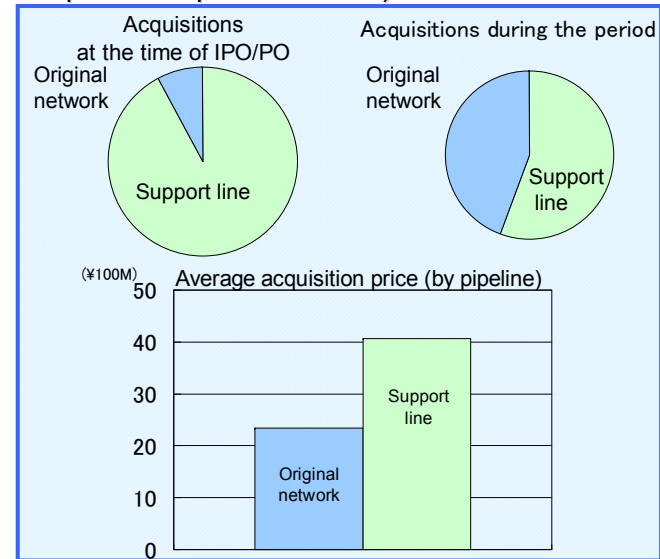 Acquisitions
at the time of IPO/PO
Original
network
Support line
Acquisitions during the period
Original
network
Support
line
(¥100M)
Average acquisition price (by pipeline)
50
40
30
20
10
0
Original
network
Support
line